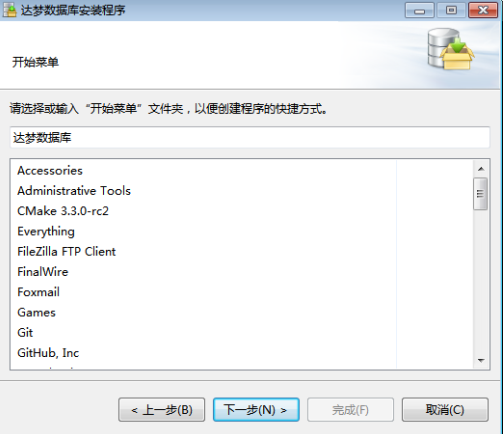 达梦数据库安装程序
开始菜单
请选择或输入“开始菜单”文件夹，以便创建程序的快捷方式。
达梦数据库
Accessories
Administrative Tools
CMake 3.3.0-rc2
Everything
FileZilla FTP Client
FinalWire
Foxmail
Games
Git
GitHub, Inc
< 上一步(B)
下一步(N) >
完成(F)
取消(C)